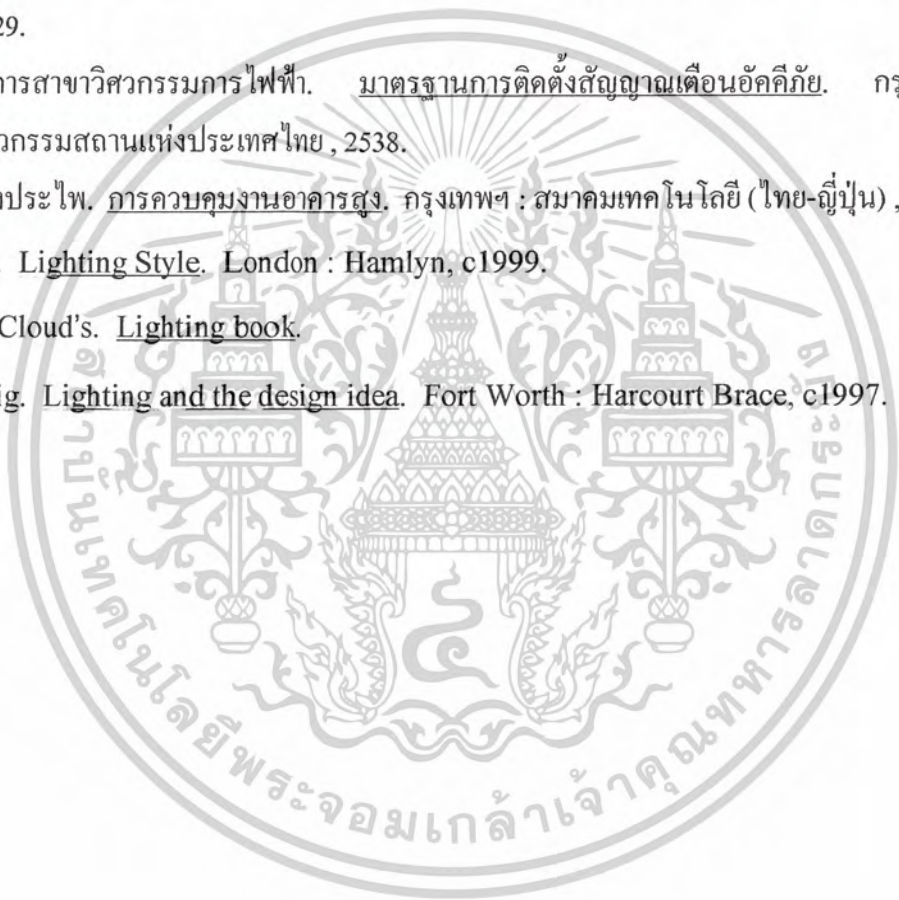 29.
การสาขาวิศวกรรมการไฟฟ้า. มาตรฐานการติดตั้งสัญญาณเตือนอัคคีภัย. กรุ
วกรรมสถานแห่งประเทศไทย , 2538.
งประไพ. การควบคุมงานอาคารสูง. กรุงเทพฯ : สมาคมเทคโนโลยี (ไทย-ญี่ปุ่น) ,
. Lighting Style. London : Hamlyn, c1999.
Cloud's. Lighting book.
ig. Lighting and the design idea. Fort Worth : Harcourt Brace, c1997.
สถาบันเทคโนโลยีพระจอมเกล้าเจ้าคุณทหารลาดกระบัง
๔